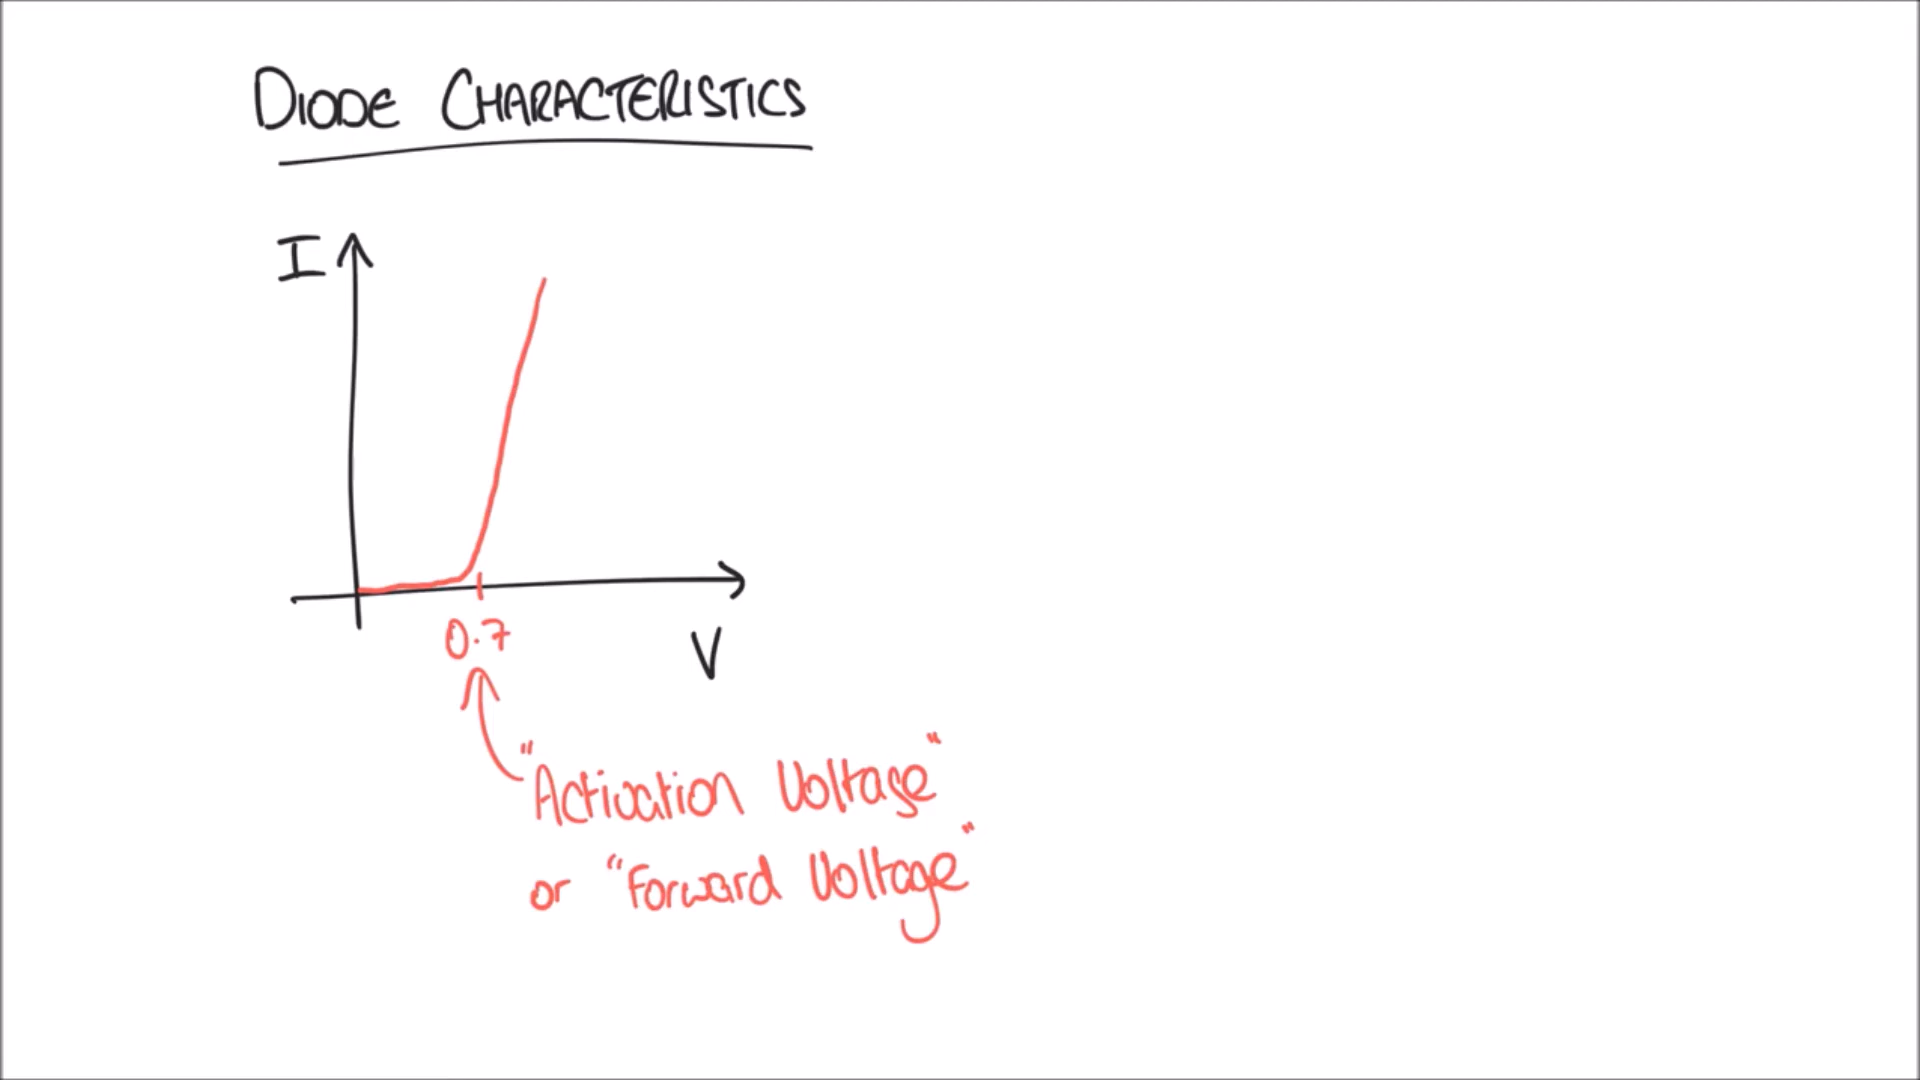 DIODE CHARACTERISTICS
I
0.7
V
"Activation Voltage"
or "Forward Voltage"